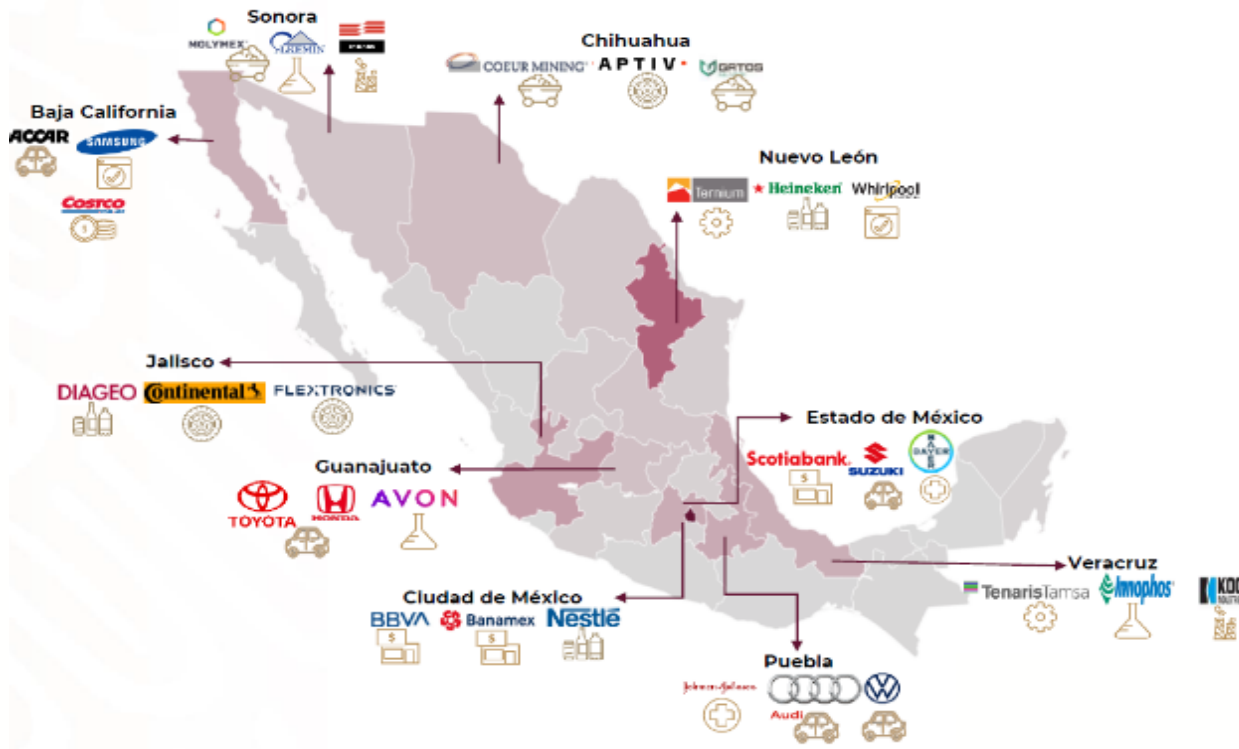 Sonora
MOLYMEX
Chihuahua
COEUR MINING
APTIV
GATOS
Baja California
ACCAR
SAMSUNG
COSTCO
Nuevo León
Ternium
Heineken
Whirlpool
Jalisco
DIAGEO
Continental
FLEXTRONICS
Estado de México
Scotiabank
SUZUKI
BAYER
BAYER
Guanajuato
TOYOTA
HONDA
AVON
Veracruz
TenarisTamsa
Innophos
Ciudad de México
BBVA
Banamex
Nestlé
Puebla
Johnson&Johnson
Audi